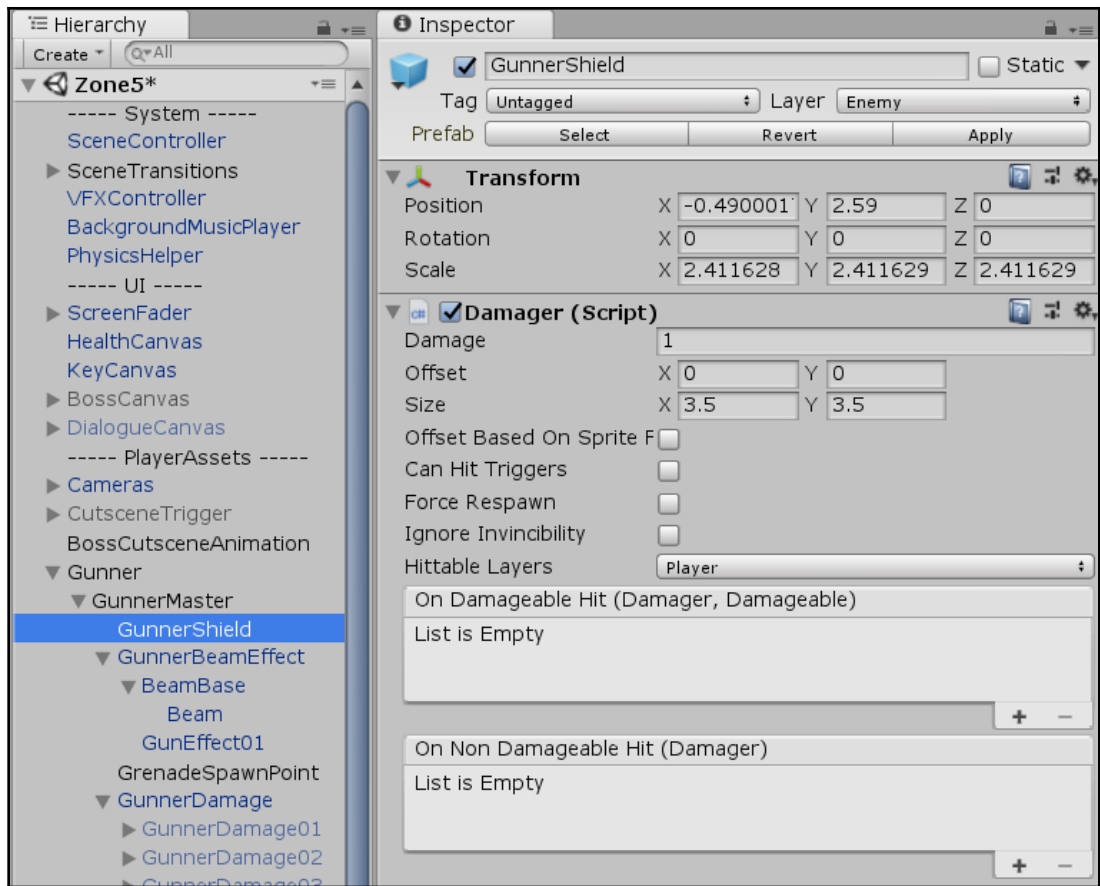 Hierarchy
Create
All
Zone5*
----- System -----
SceneController
SceneTransitions
VFXController
BackgroundMusicPlayer
PhysicsHelper
----- UI -----
ScreenFader
HealthCanvas
KeyCanvas
BossCanvas
DialogueCanvas
----- PlayerAssets -----
Cameras
CutsceneTrigger
BossCutsceneAnimation
Gunner
GunnerMaster
GunnerShield
GunnerBeamEffect
BeamBase
Beam
GunEffect01
GrenadeSpawnPoint
GunnerDamage
GunnerDamage01
GunnerDamage02
GunnerDamage03
Inspector
GunnerShield Static
Tag Untagged Layer Enemy
Prefab Select Revert Apply
Transform
Position X -0.490001 Y 2.59 Z 0
Rotation X 0 Y 0 Z 0
Scale X 2.411628 Y 2.411629 Z 2.411629
Damager (Script)
Damage 1
Offset X 0 Y 0
Size X 3.5 Y 3.5
Offset Based On Sprite F
Can Hit Triggers
Force Respawn
Ignore Invincibility
Hittable Layers Player
On Damageable Hit (Damager, Damageable)
List is Empty
+ −
On Non Damageable Hit (Damager)
List is Empty
+ −